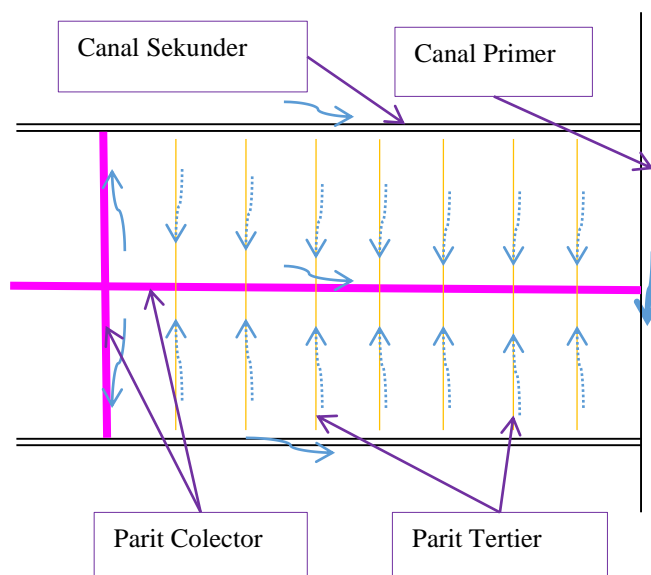 Canal Sekunder
Canal Primer
Parit Colector
Parit Tertier